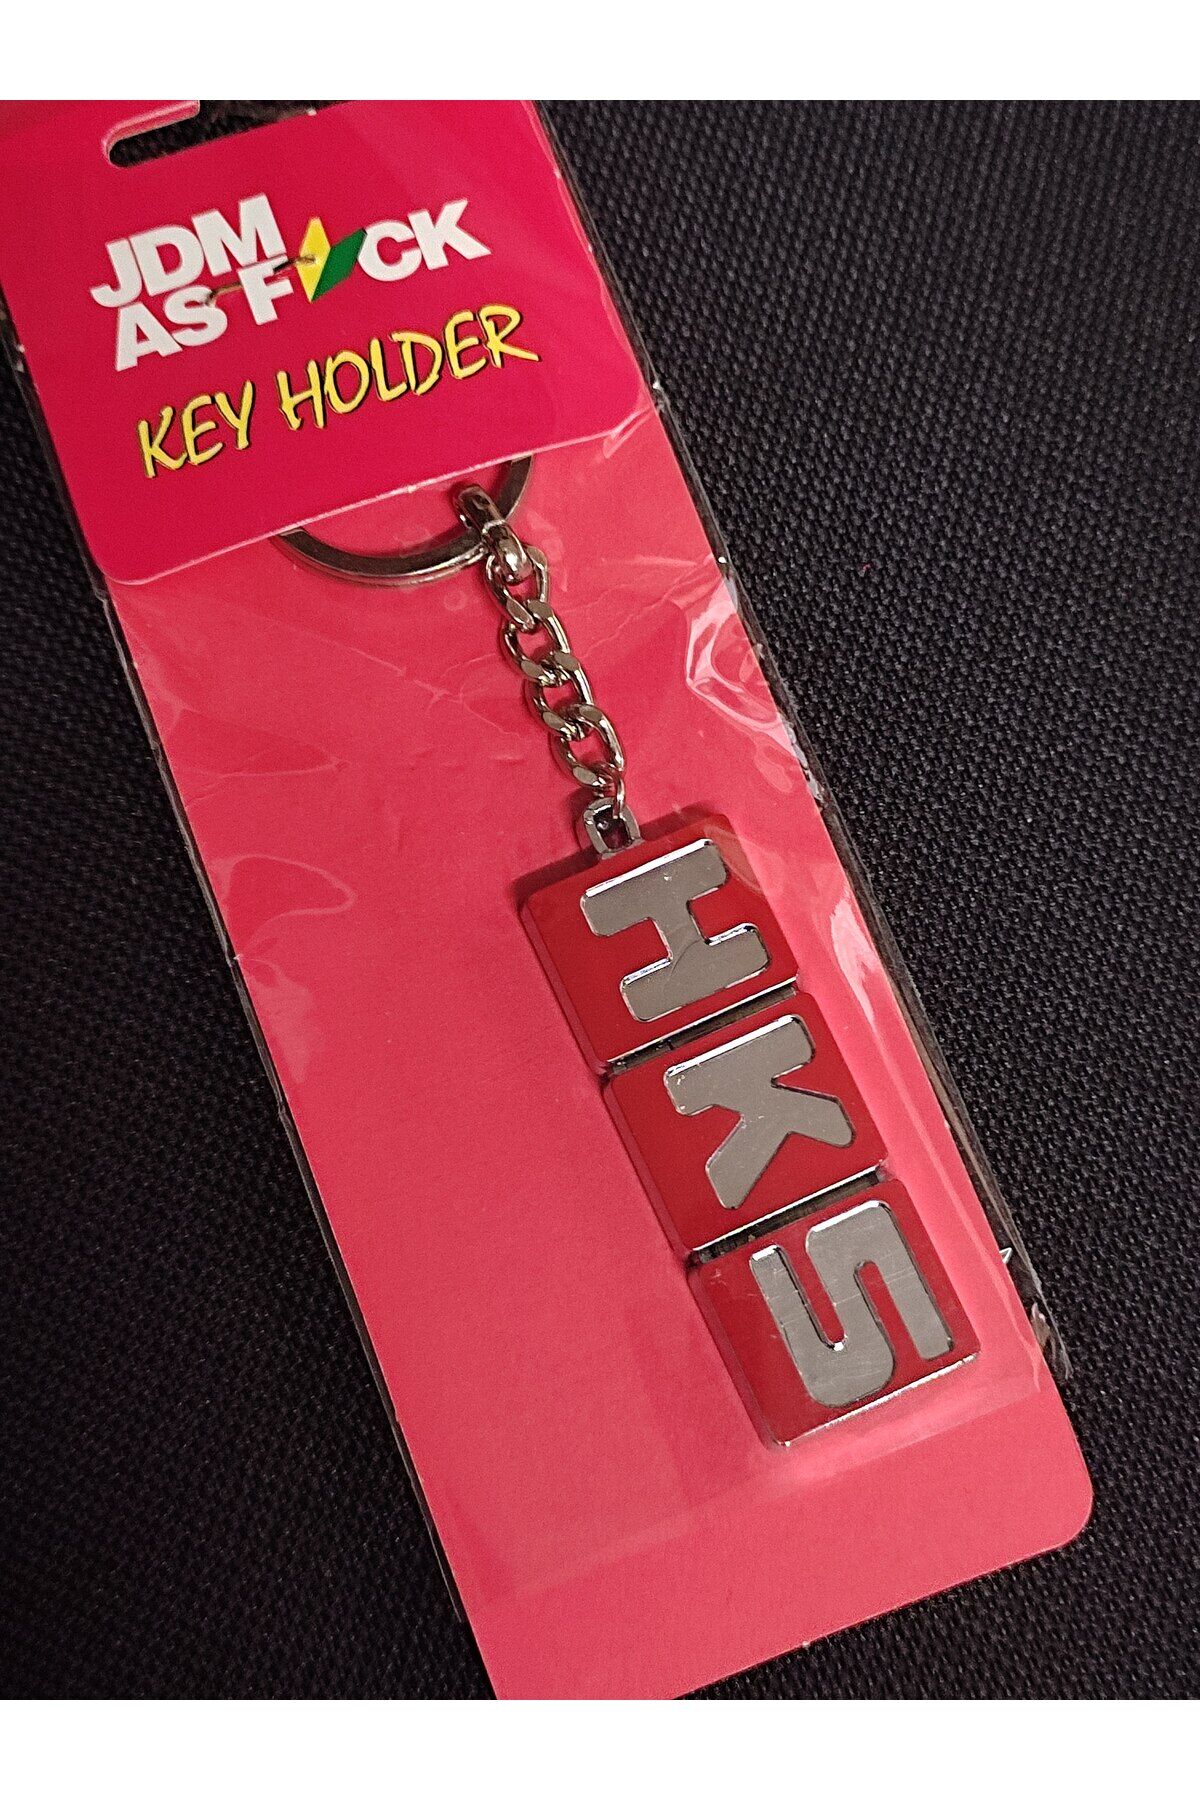 JDM
AS F CK
KEY HOLDER
HKS